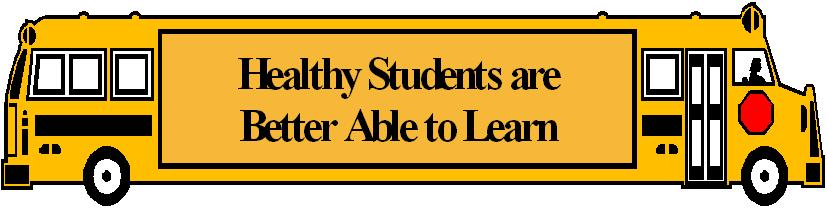 Healthy Students are
Better Able to Learn